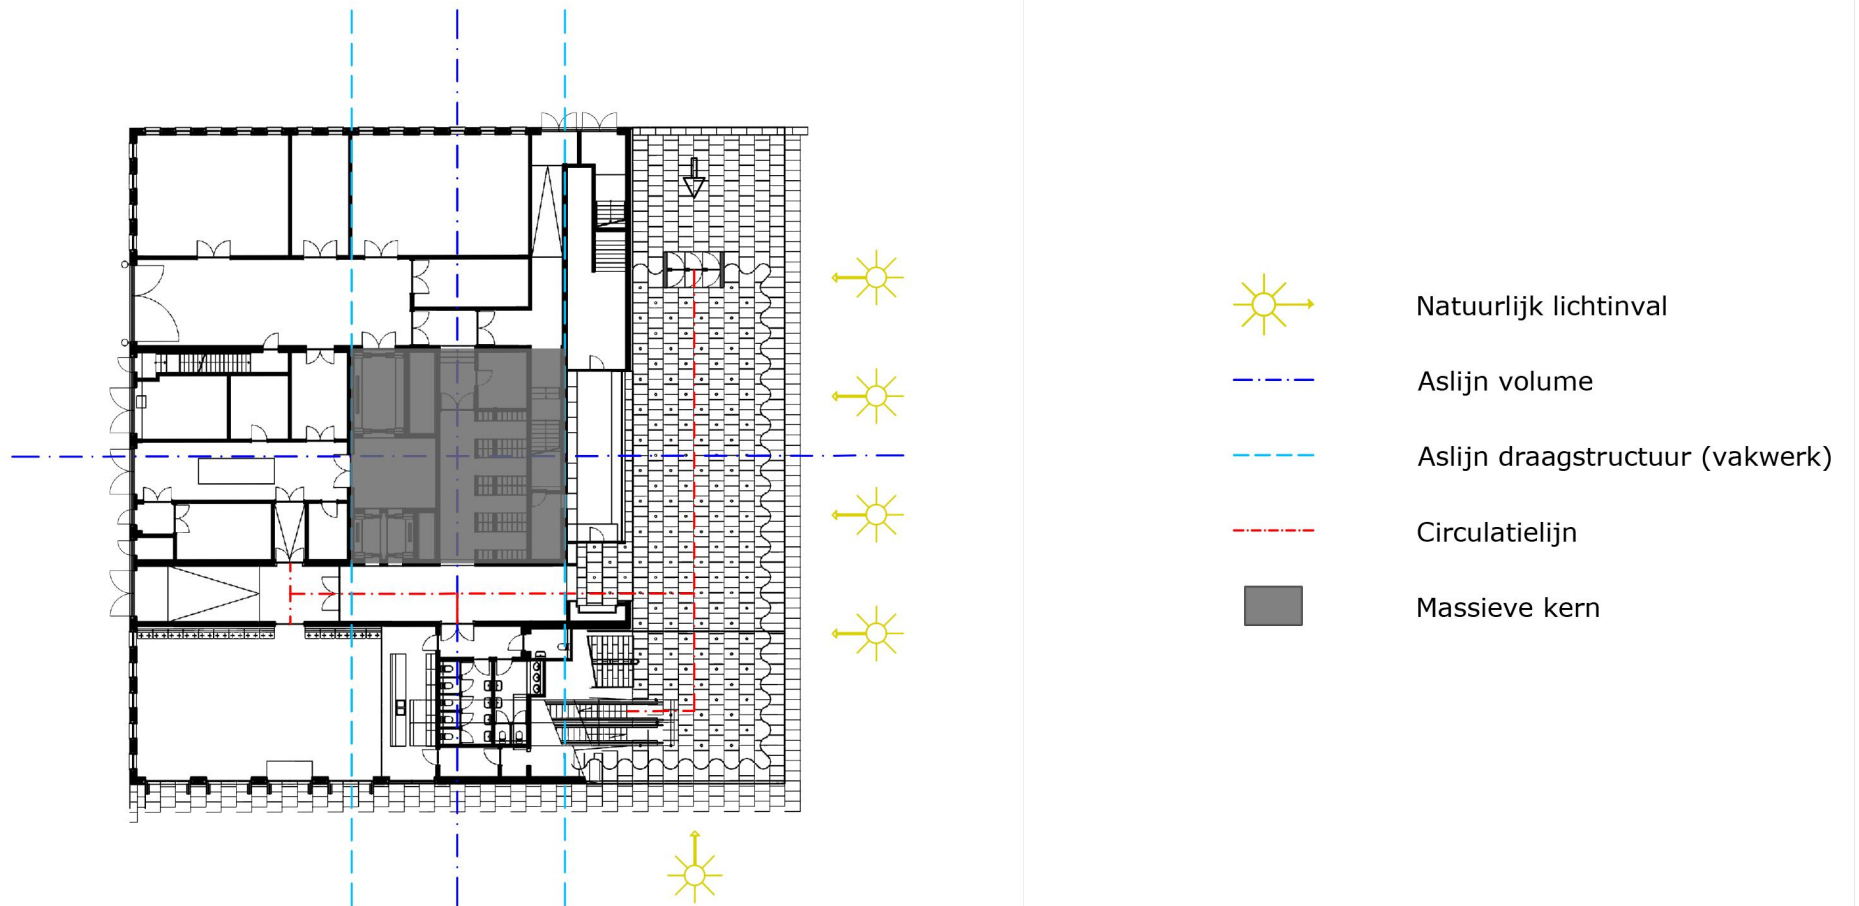 Natuurlijk lichtinval
Aslijn volume
Aslijn draagstructuur (vakwerk)
Circulatielijn
Massieve kern